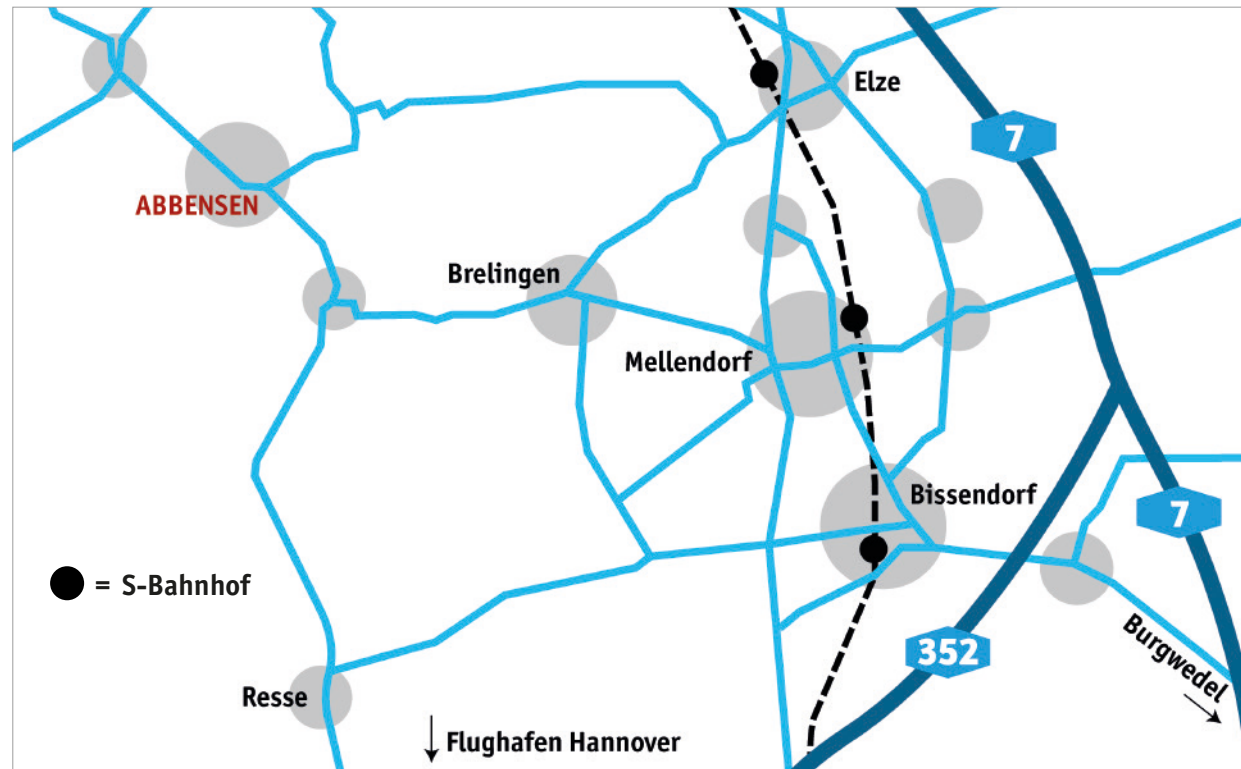 Elze
7
ABBENSEN
Brelingen
Mellendorf
Bissendorf
7
= S-Bahnhof
352
Burgwedel
Resse
Flughafen Hannover